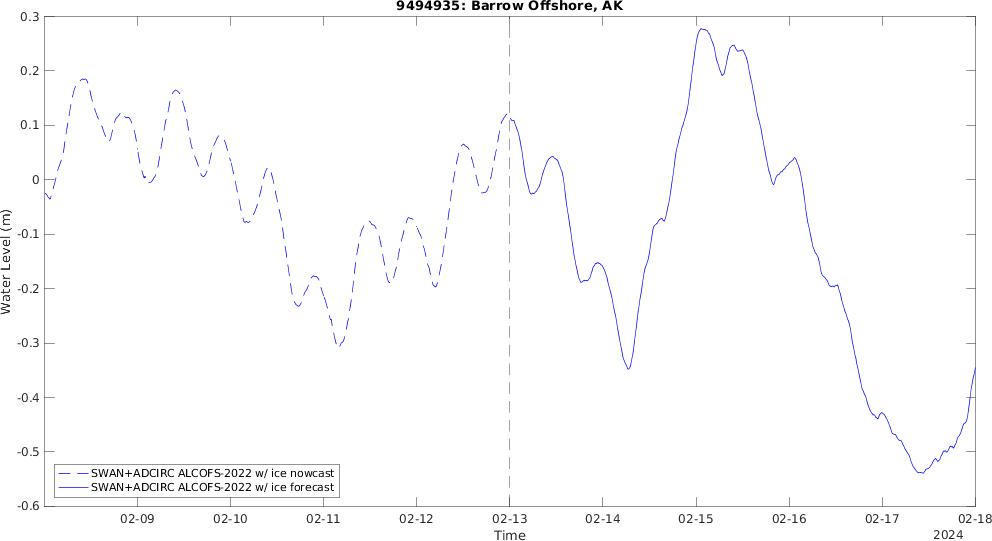 9494935: Barrow Offshore, AK
0.3
0.2
0.1
0
-0.1
-0.2
-0.3
-0.4
-0.5
-0.6
Water Level (m)
SWAN+ADCIRC ALCOFS-2022 w/ ice nowcast
SWAN+ADCIRC ALCOFS-2022 w/ ice forecast
02-09 02-10 02-11 02-12 02-13 02-14 02-15 02-16 02-17 02-18
Time
2024